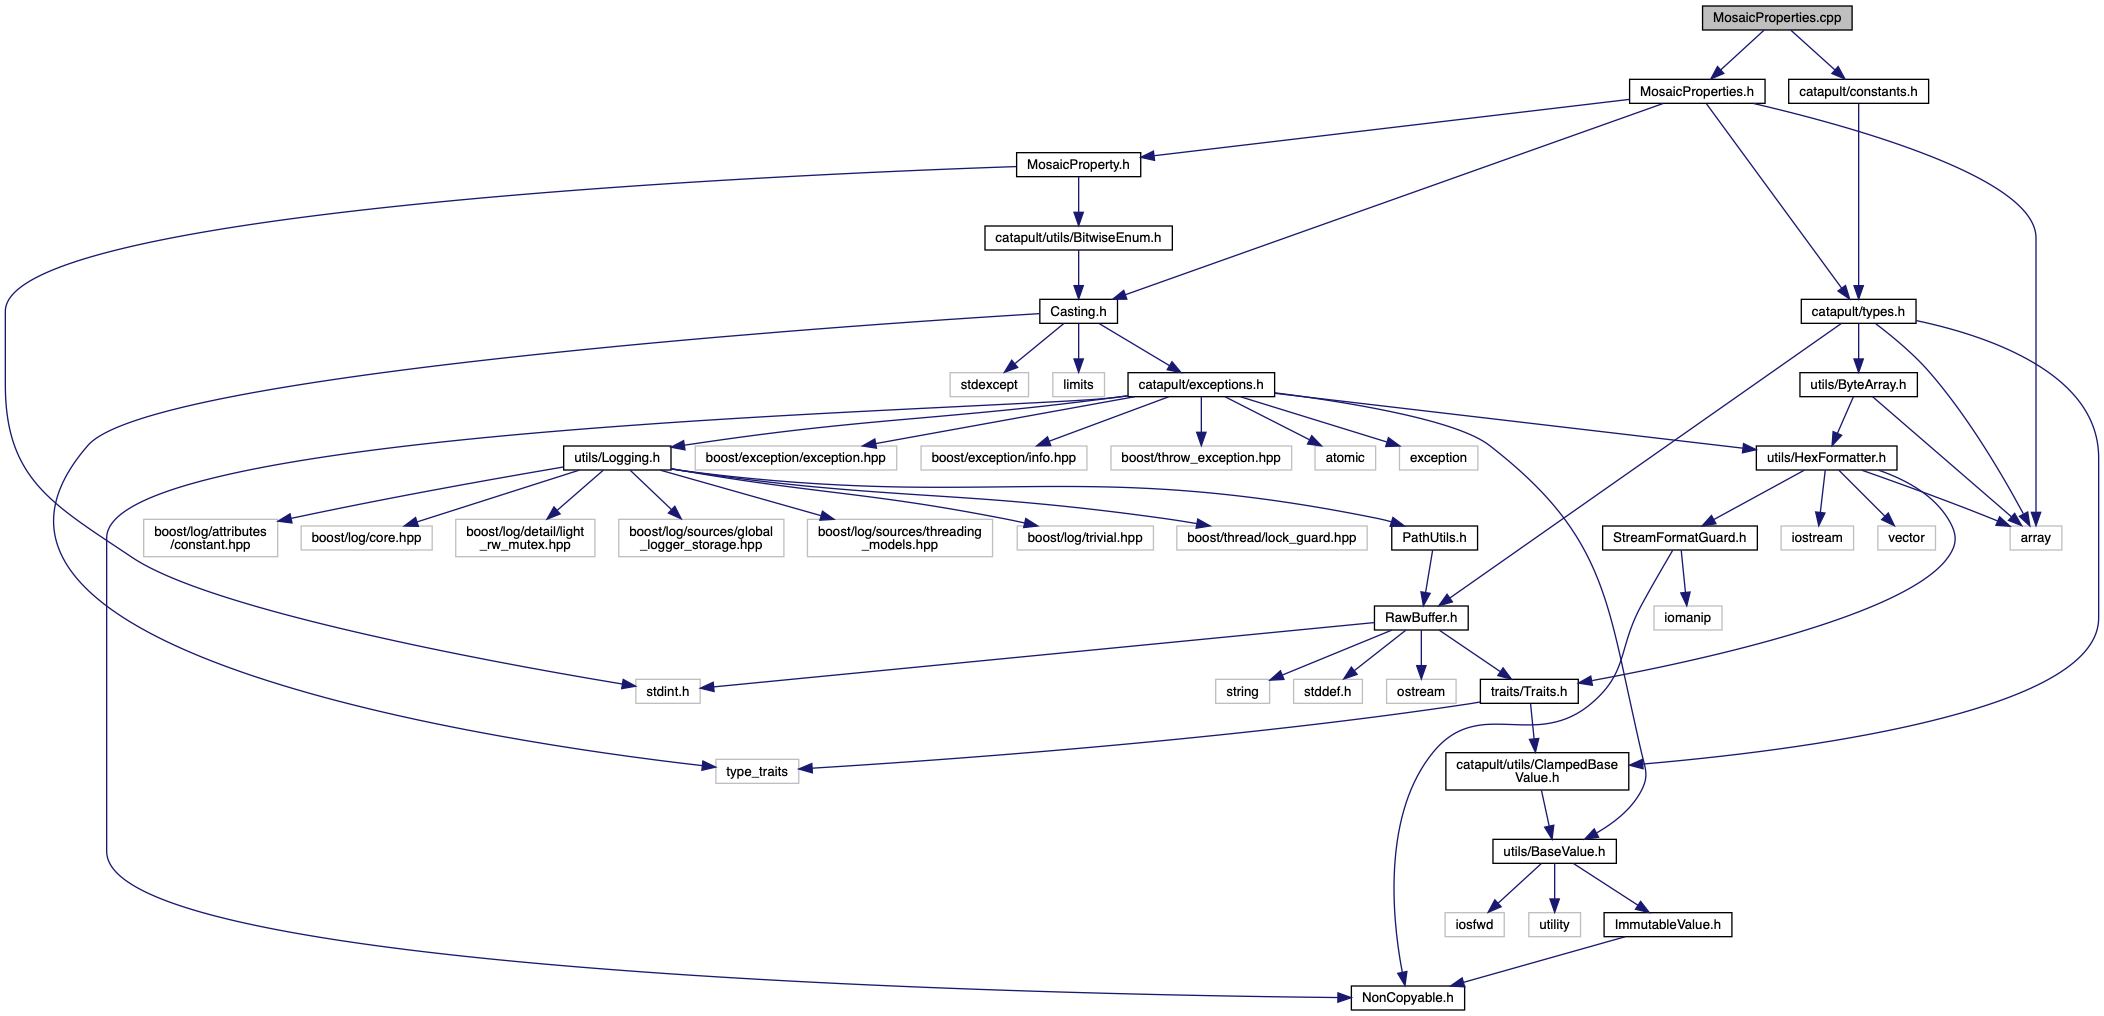 MosaicProperties.cpp
MosaicProperties.h
catapult/constants.h
MosaicProperty.h
catapult/utils/BitwiseEnum.h
Casting.h
catapult/types.h
stdexcept
limits
catapult/exceptions.h
utils/ByteArray.h
utils/Logging.h
boost/exception/exception.hpp
boost/exception/info.hpp
boost/throw_exception.hpp
atomic
exception
utils/HexFormatter.h
boost/log/attributes
/constant.hpp
boost/log/core.hpp
boost/log/detail/light
_rw_mutex.hpp
boost/log/sources/global
_logger_storage.hpp
boost/log/sources/threading
_models.hpp
boost/log/trivial.hpp
boost/thread/lock_guard.hpp
PathUtils.h
StreamFormatGuard.h
iostream
vector
array
RawBuffer.h
iomanip
stdint.h
string
stddef.h
ostream
traits/Traits.h
type_traits
catapult/utils/ClampedBase
Value.h
utils/BaseValue.h
iosfwd
utility
ImmutableValue.h
NonCopyable.h